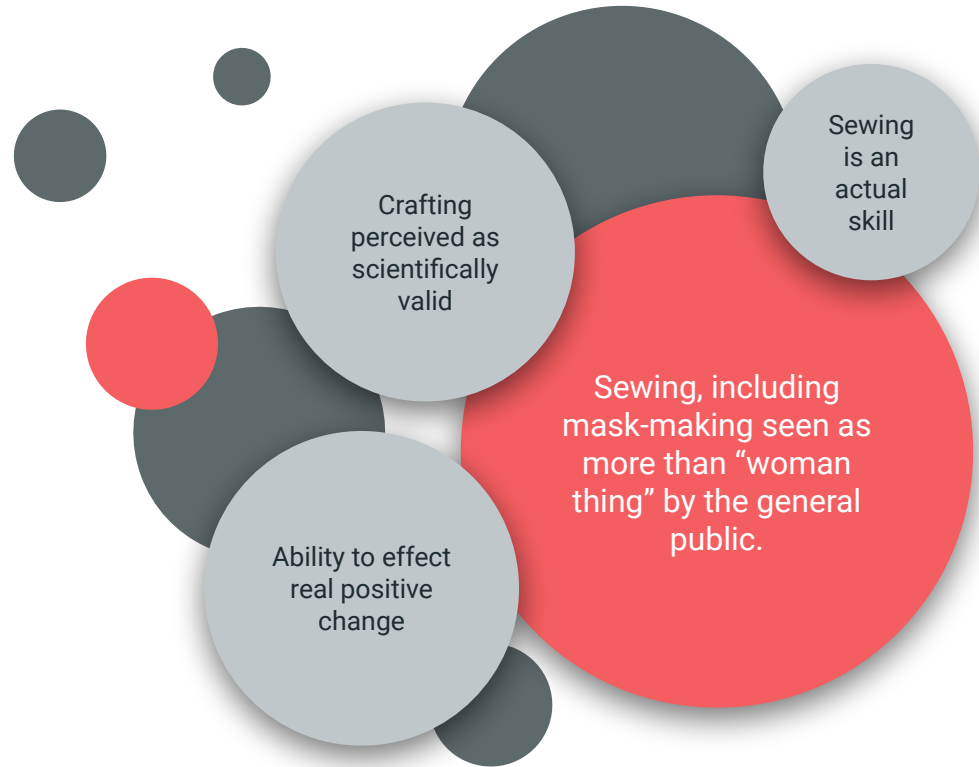 Sewing
is an
actual
skill
Crafting
perceived as
scientifically
valid
Sewing, including
mask-making seen as
more than “woman
thing” by the general
public.
Ability to effect
real positive
change